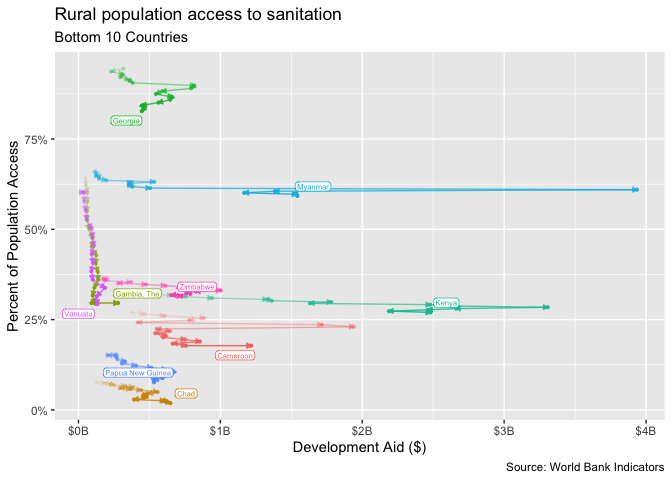 Rural population access to sanitation
Bottom 10 Countries
Percent of Population Access
75%
50%
25%
0%
Georgia
Myanmar
Zimbabwe
Gambia, The
Kenya
Vanuatu
Cameroon
Papua New Guinea
Chad
$0B
$1B
$2B
$3B
$4B
Development Aid ($)
Source: World Bank Indicators